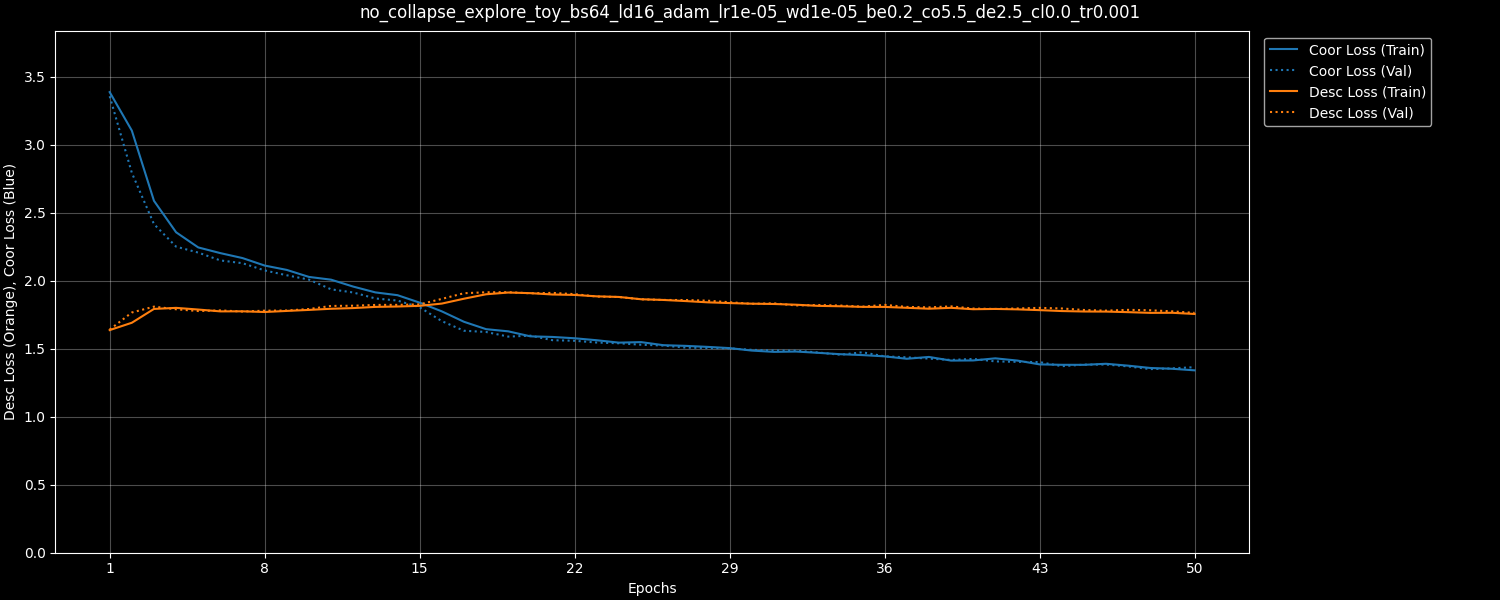 no_collapse_explore_toy_bs64_ld16_adam_lr1e-05_wd1e-05_be0.2_co5.5_de2.5_cl0.0_tr0.001
Coor Loss (Train)
Coor Loss (Val)
Desc Loss (Train)
Desc Loss (Val)
Desc Loss (Orange), Coor Loss (Blue)
3.5
3.0
2.5
2.0
1.5
1.0
0.5
0.0
1 8 15 22 29 36 43 50
Epochs